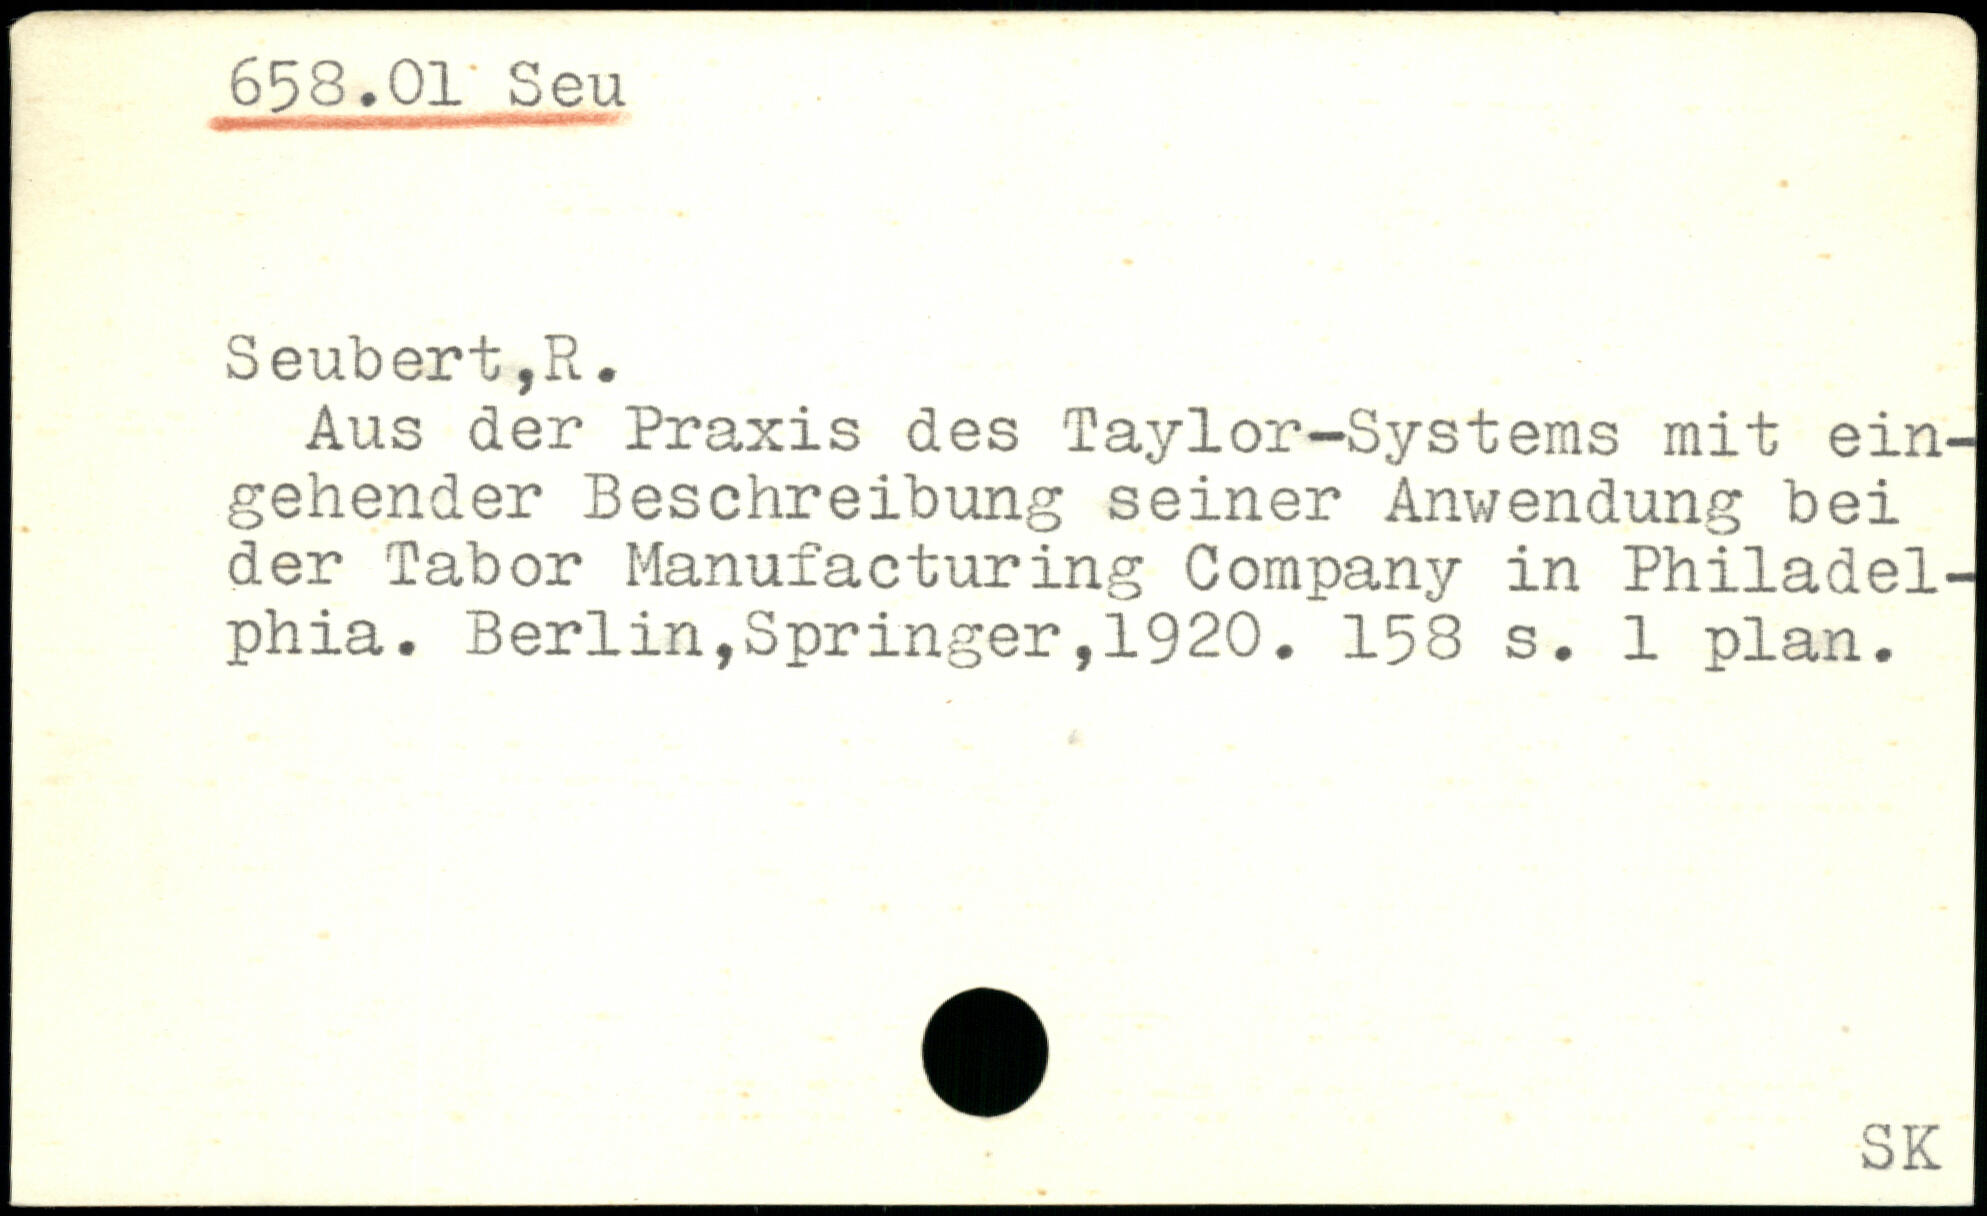 658.01 Seu
Seubert,R.
Aus der Praxis des Taylor-Systems mit ein-
gehender Beschreibung seiner Anwendung bei
der Tabor Manufacturing Company in Philadel-
phia. Berlin,Springer,1920. 158 s. 1 plan.
SK